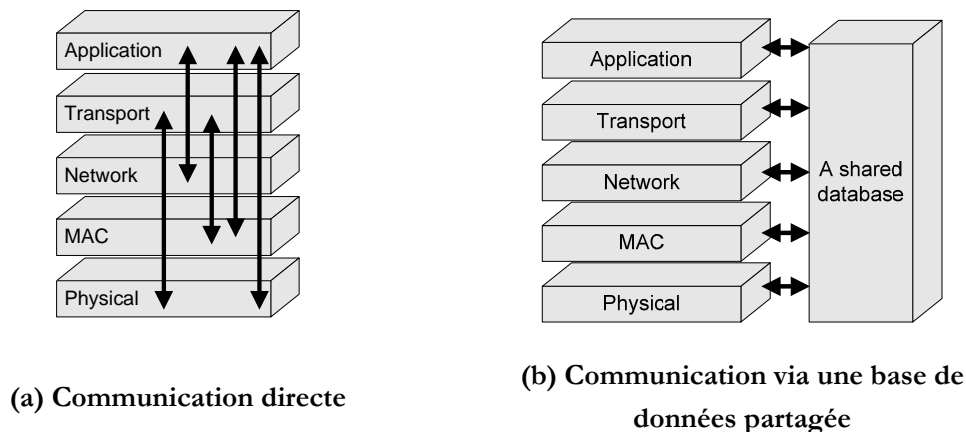 Application
Transport
Network
MAC
Physical
(a) Communication directe
Application
Transport
Network
MAC
Physical
A shared
database
(b) Communication via une base de
données partagée